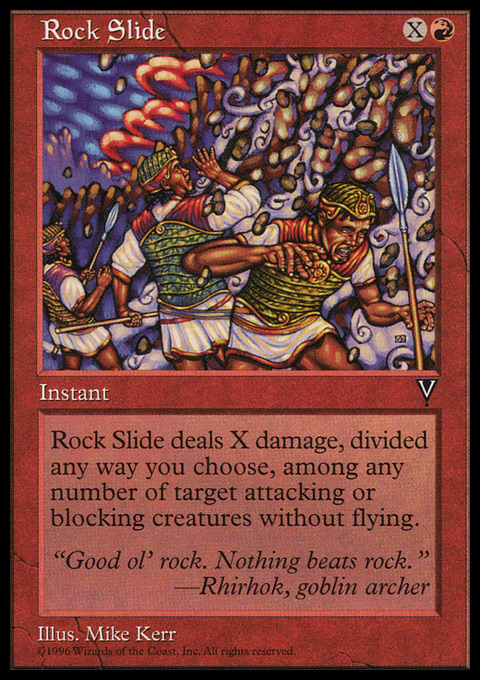 Rock Slide
X
Instant
V
Rock Slide deals X damage, divided
any way you choose, among any
number of target attacking or
blocking creatures without flying.
“Good ol’ rock. Nothing beats rock.”
—Rhirhok, goblin archer
Illus. Mike Kerr
©1996 Wizards of the Coast, Inc. All rights reserved.